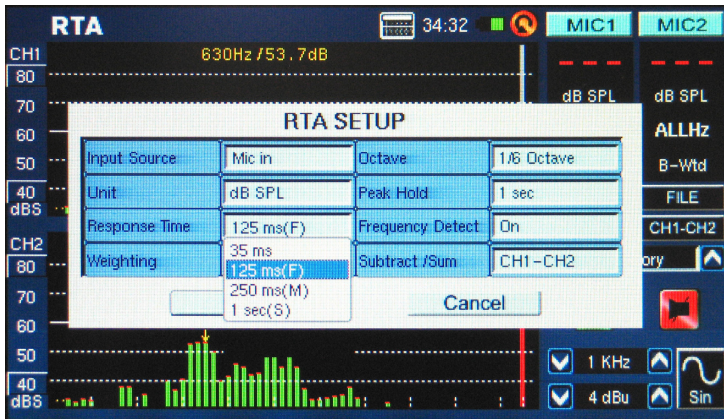 RTA 34:32 MIC1 MIC2
CH1 630Hz/53.7dB
80
70 dB SPL dB SPL
60 RTA SETUP ALLHz
50 Input Source Mic in Octave 1/6 Octave B-Wtd
40 Unit dB SPL Peak Hold 1 sec FILE
dBS
Response Time 125 ms(F) Frequency Detect On CH1-CH2
CH2
80 Weighting Subtract /Sum CH1-CH2 ory
35 ms
125 ms(F)
250 ms(M)
1 sec(S)
70 Cancel
60
50 1 KHz
40
dBS 4 dBu Sin